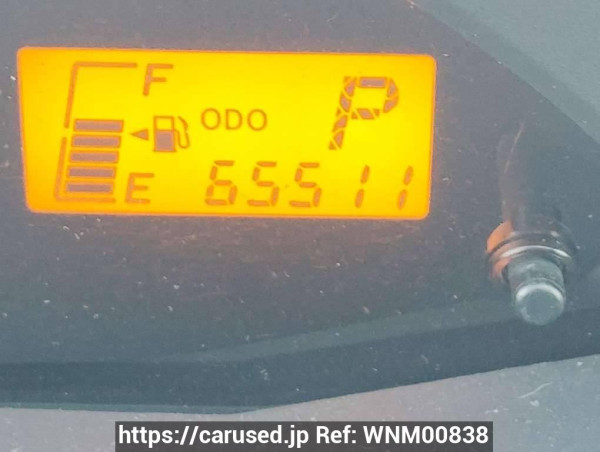 F
P
ODO
E 65511
https://carused.jp Ref: WNM00838